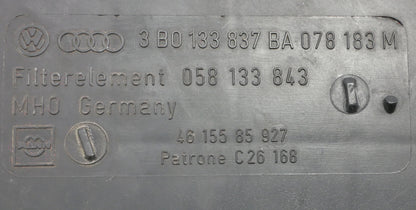 3 B0 133 837 BA 078 183 M
Filterelement 058 133 843
MHO Germany
46 155 85 927
Patrone C 26 168